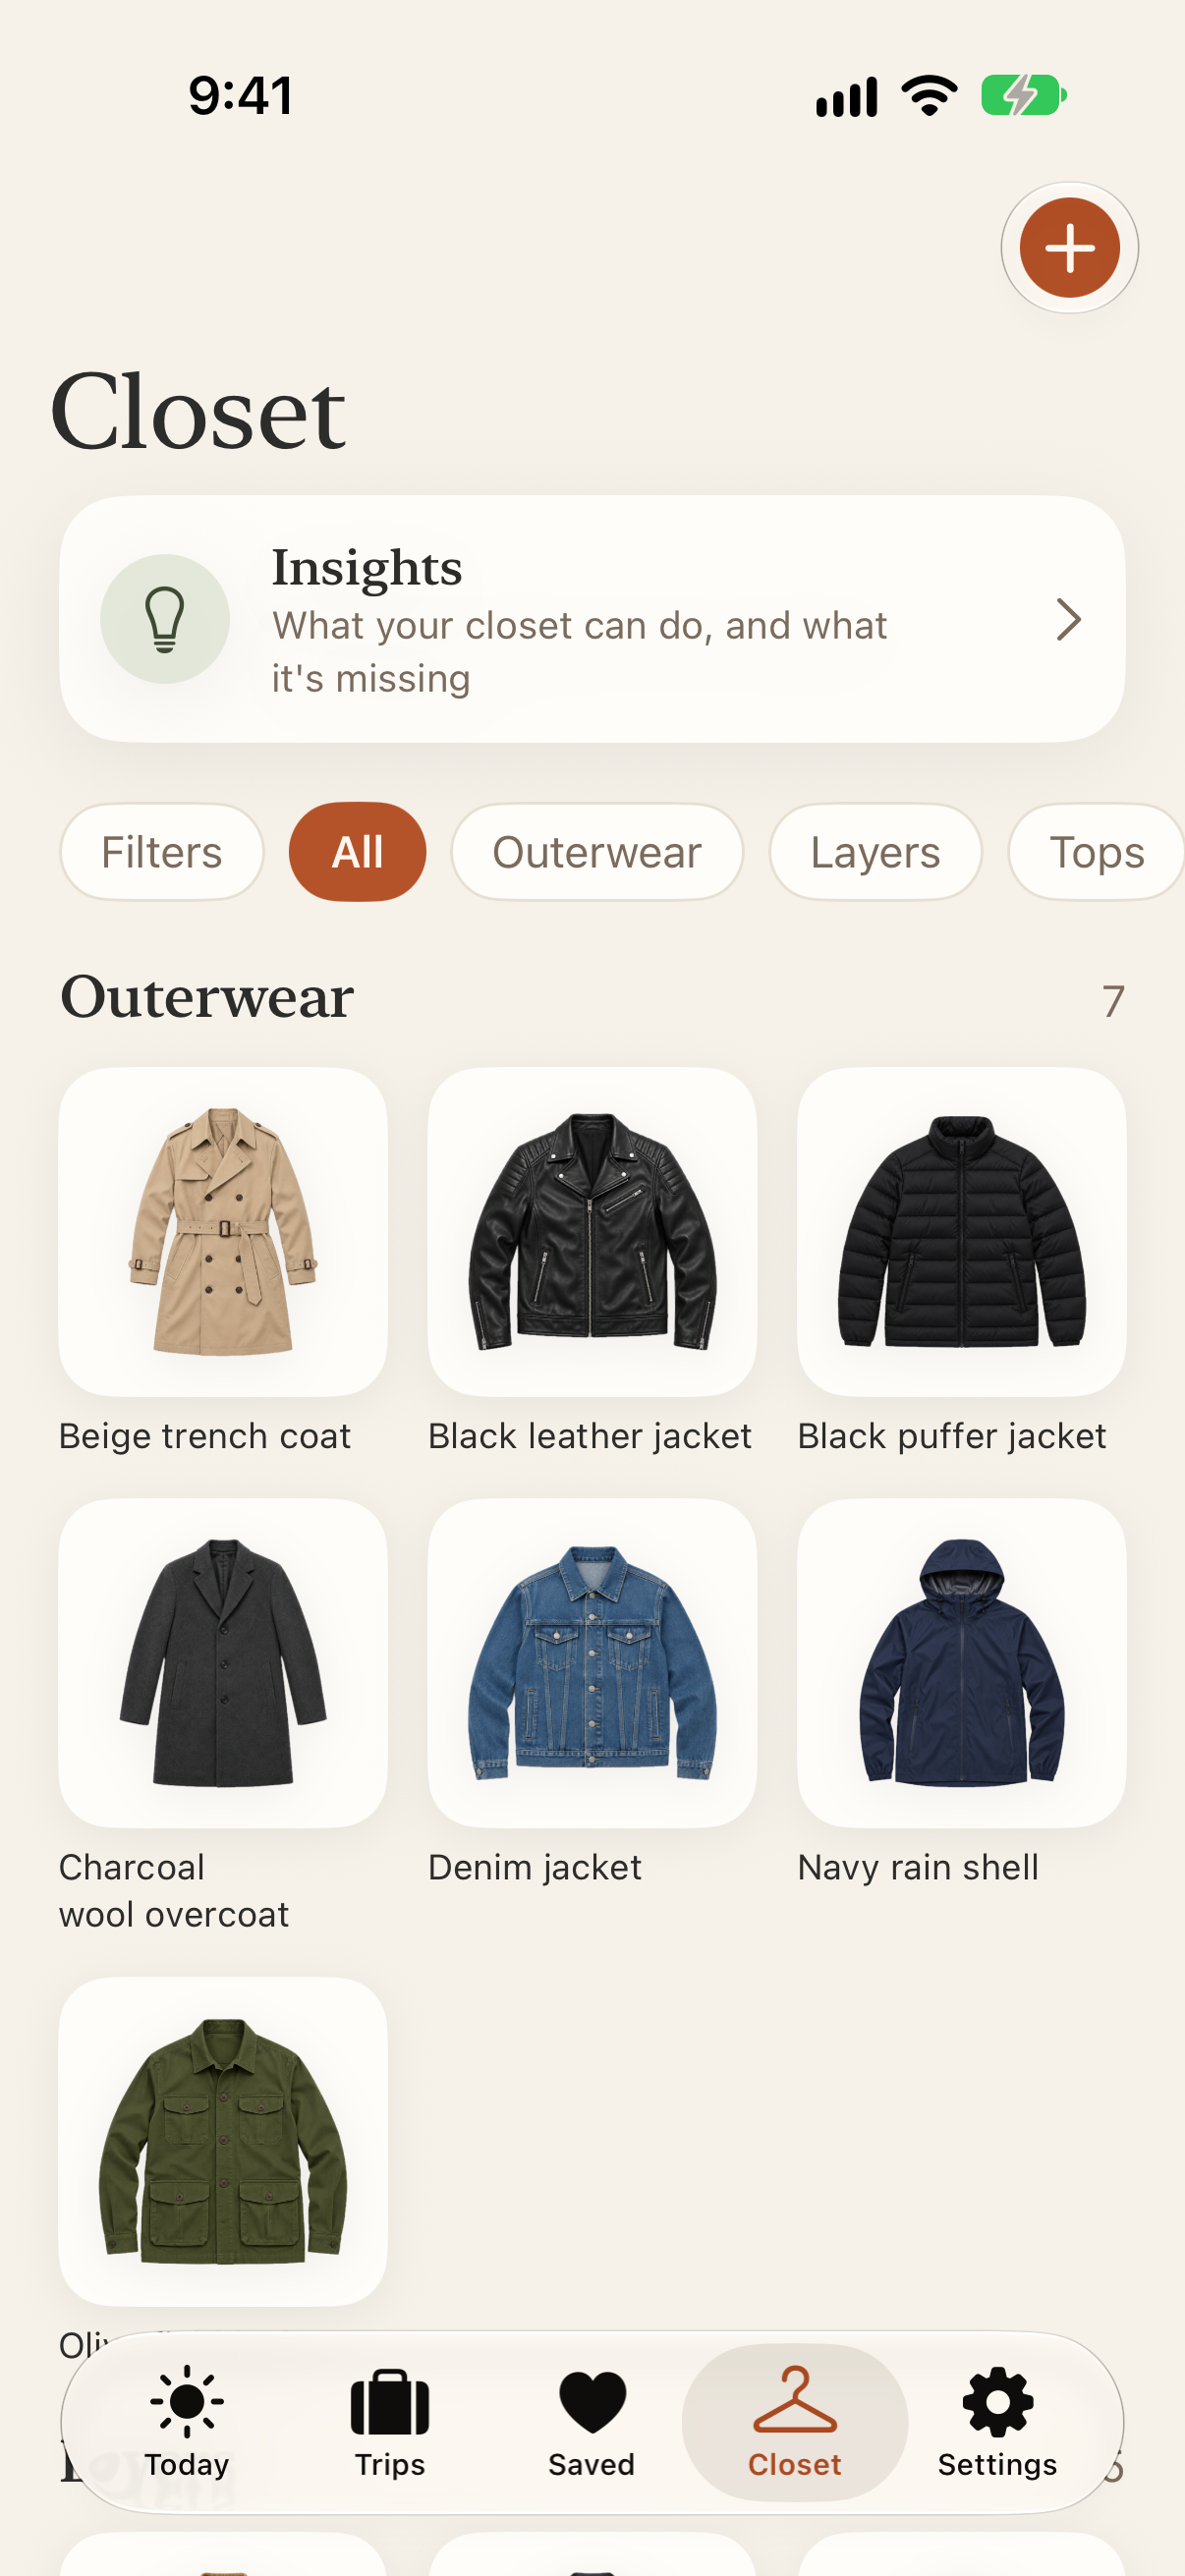 9:41
Closet
Insights
What your closet can do, and what
it's missing
Filters
All
Outerwear
Layers
Tops
Outerwear
7
Beige trench coat
Black leather jacket
Black puffer jacket
Charcoal
wool overcoat
Denim jacket
Navy rain shell
Today
Trips
Saved
Closet
Settings